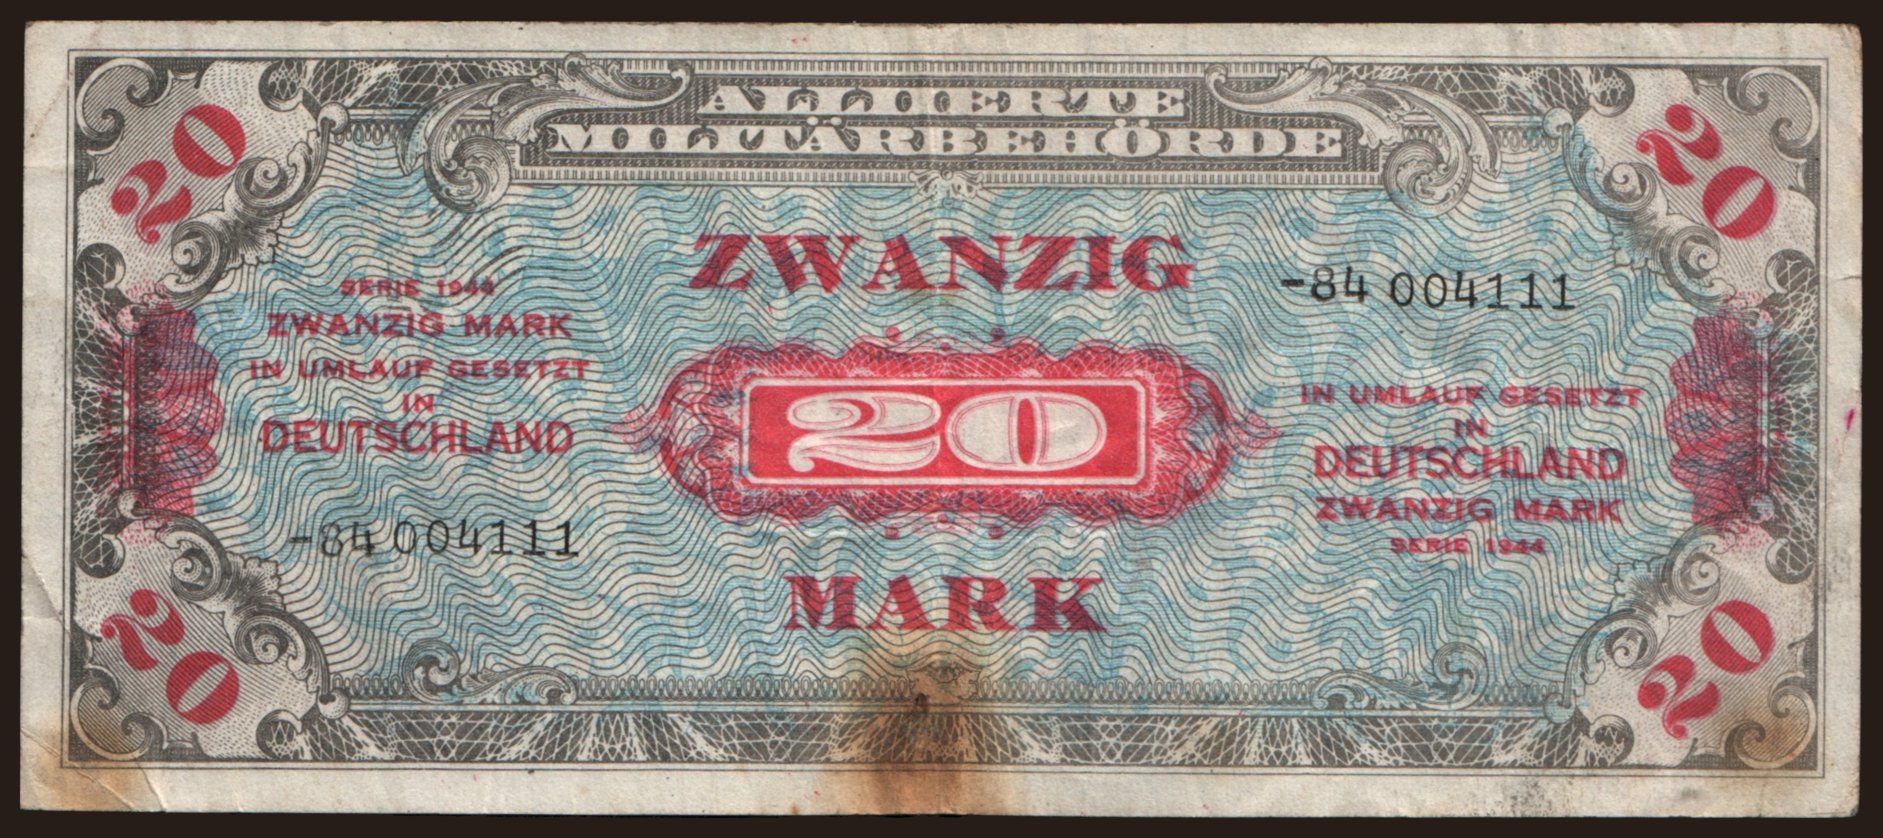 20
ALLIIERTE
MILITÄRBEHÖRDE
20
ZWANZIG
SERIE 1944
ZWANZIG MARK
IN UMLAUF GESETZT
IN
DEUTSCHLAND
-84 004111
-84 004111
20
IN UMLAUF GESETZT
IN
DEUTSCHLAND
ZWANZIG MARK
SERIE 1944
MARK
20
20